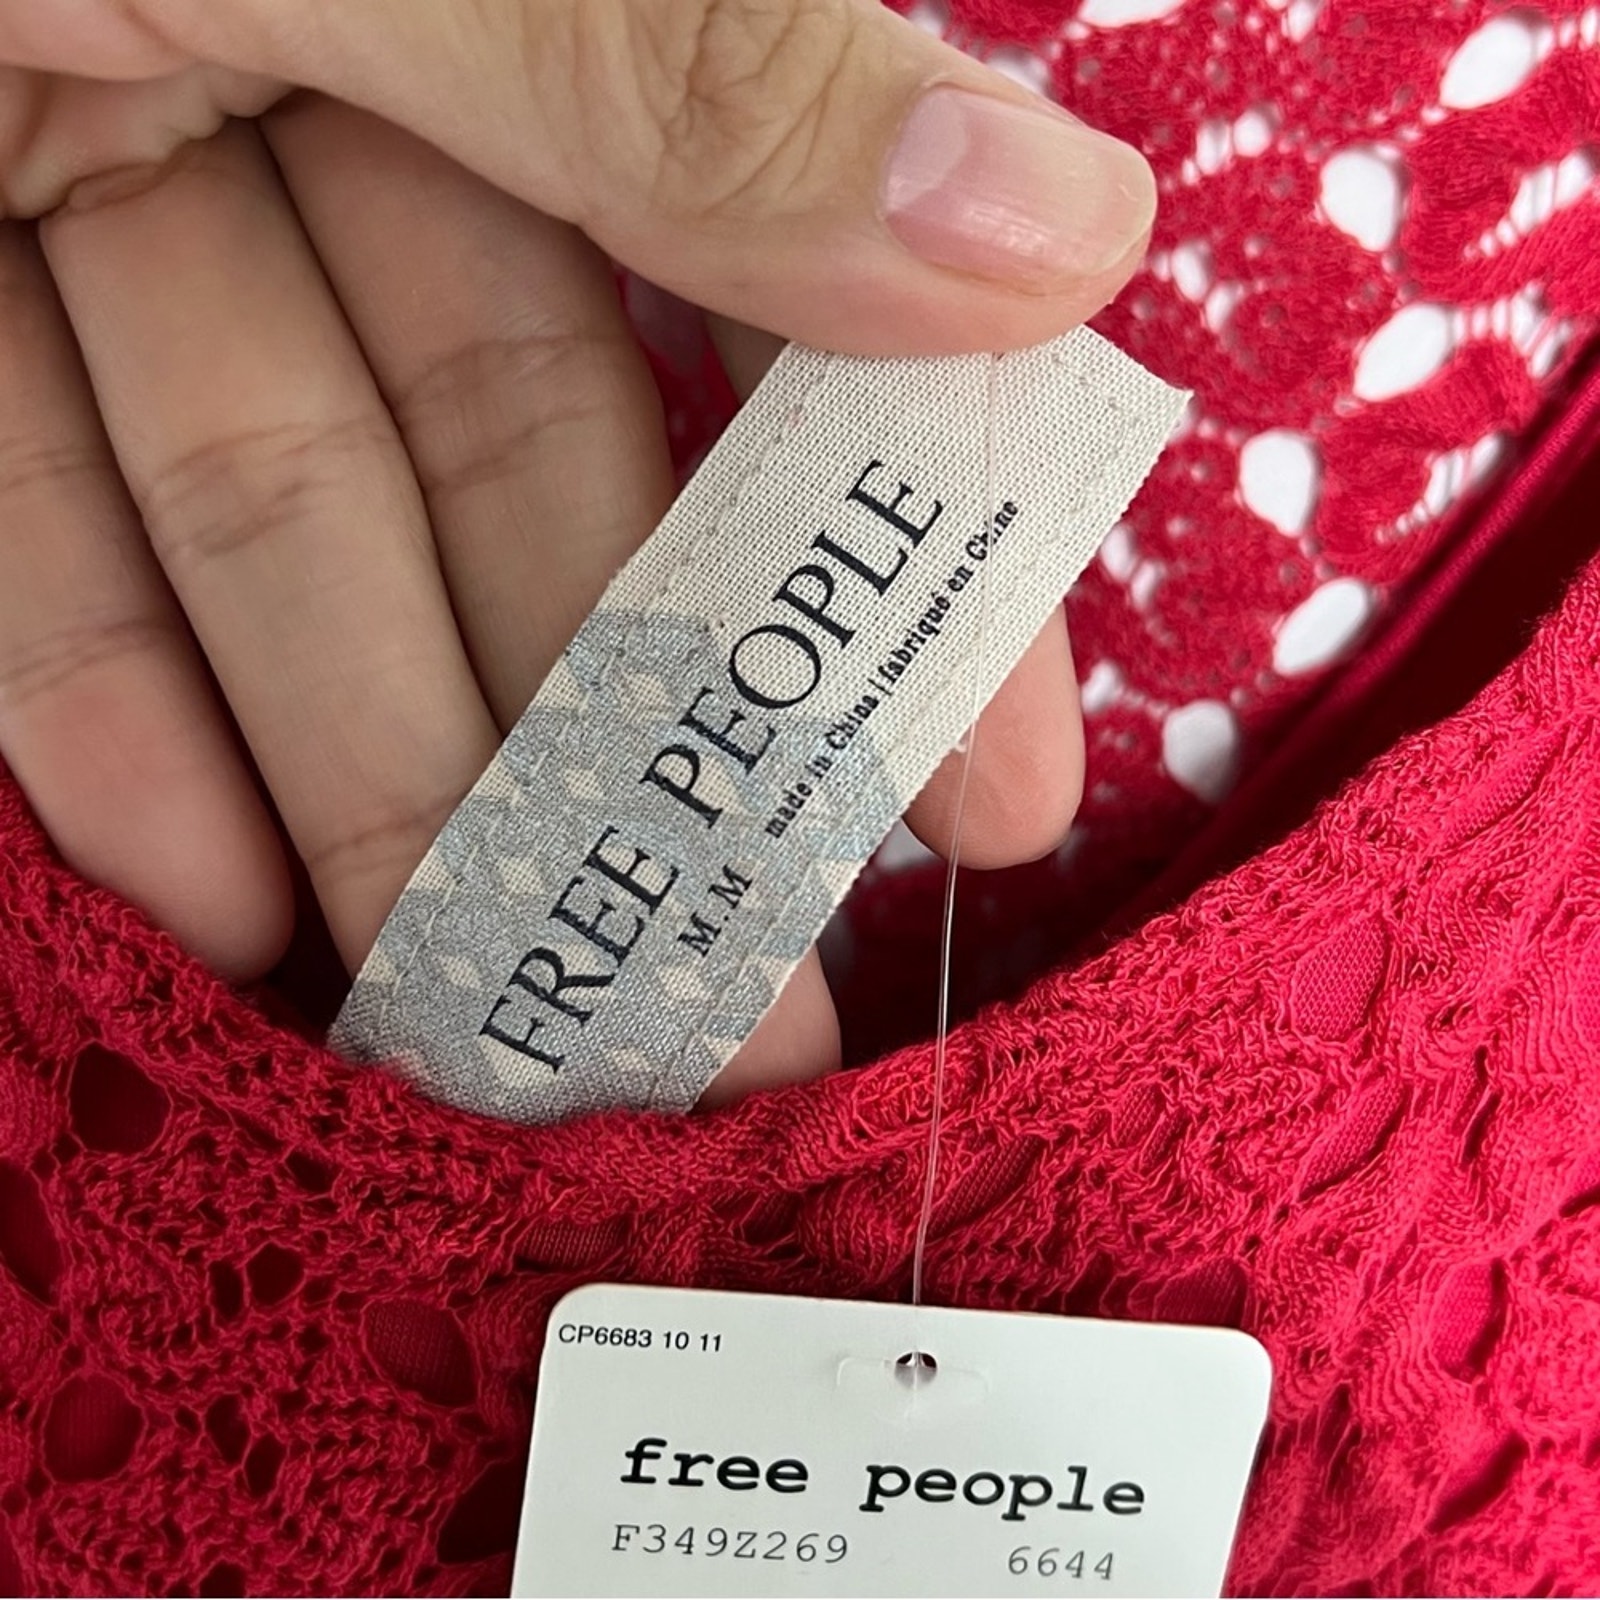 FREE PEOPLE
M.M made in China | fabriqué en Chine
CP6683 10 11
free people
F349Z269 6644